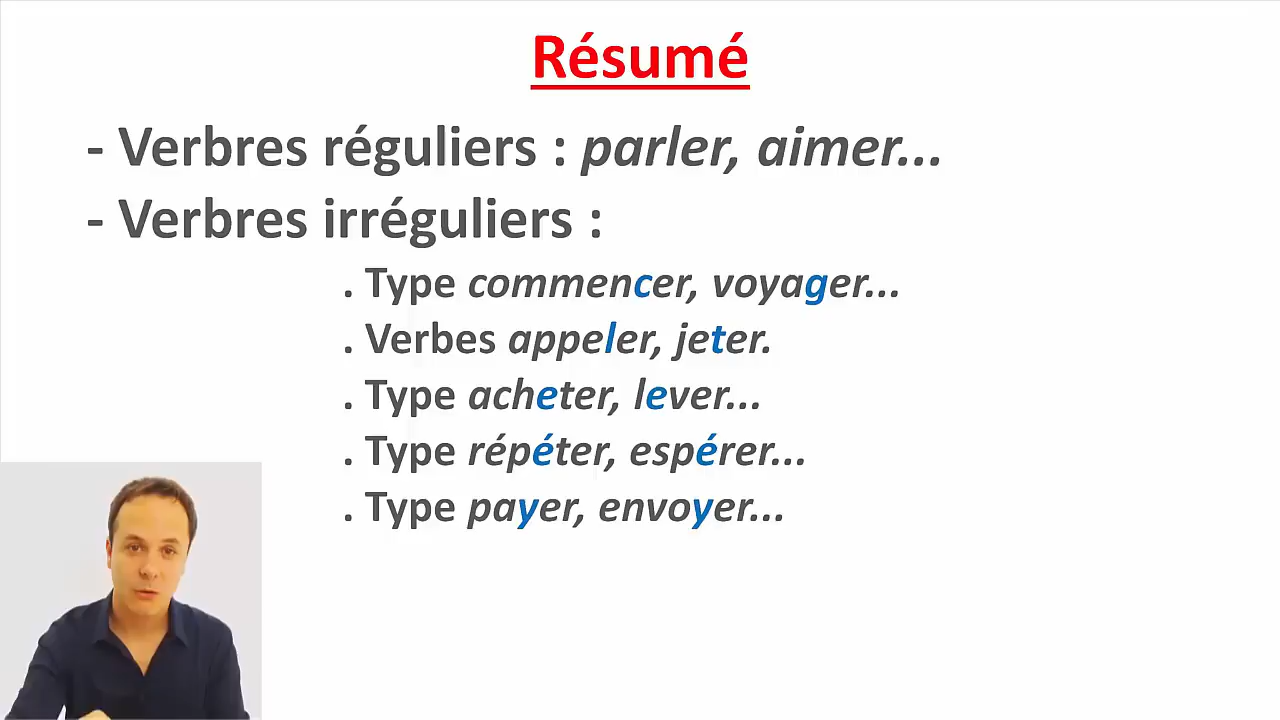 Résumé
- Verbres réguliers : parler, aimer...
- Verbres irréguliers :
. Type commencer, voyager...
. Verbes appeler, jeter.
. Type acheter, lever...
. Type répéter, espérer...
. Type payer, envoyer...